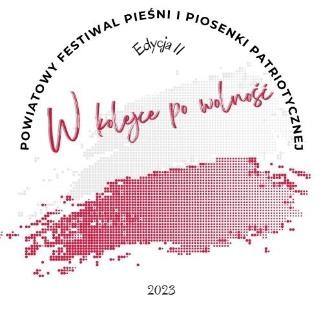 POWIATOWY FESTIWAL PIEŚNI I PIOSENKI PATRIOTYCZNEJ
Edycja II
W kolejce po wolność
2023